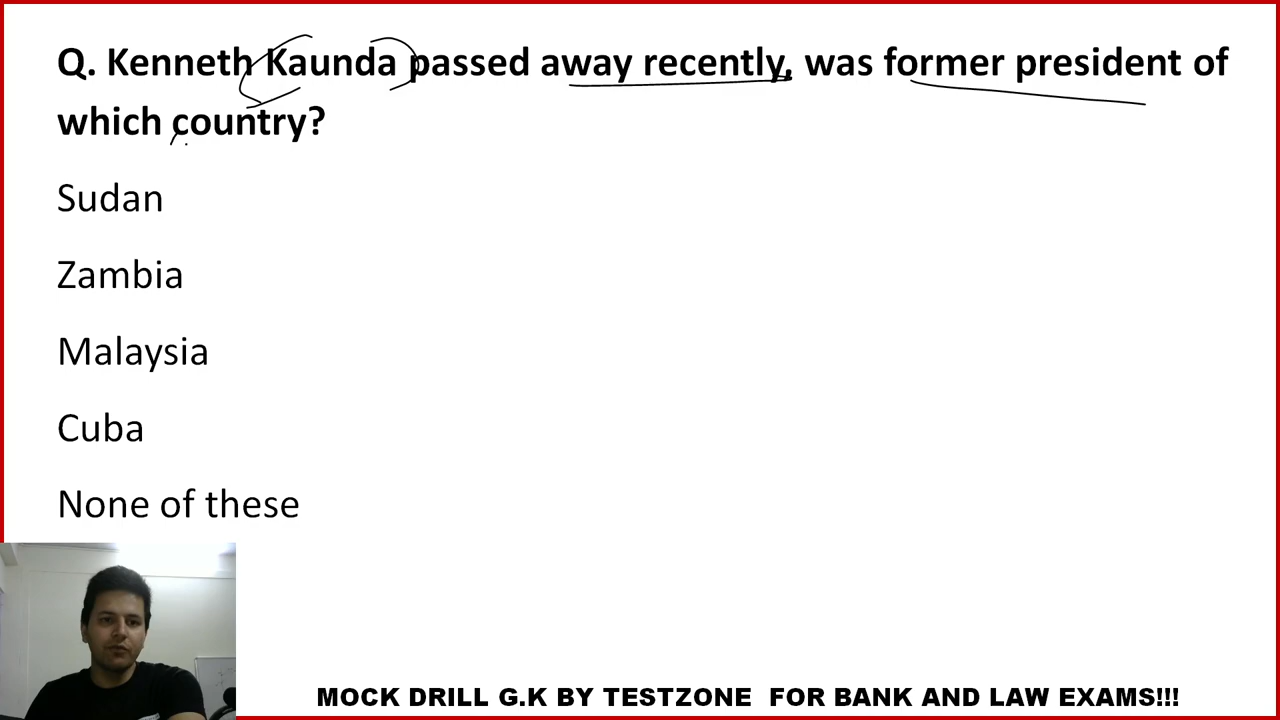 Q. Kenneth Kaunda passed away recently, was former president of
which country?
Sudan
Zambia
Malaysia
Cuba
None of these
MOCK DRILL G.K BY TESTZONE FOR BANK AND LAW EXAMS!!!